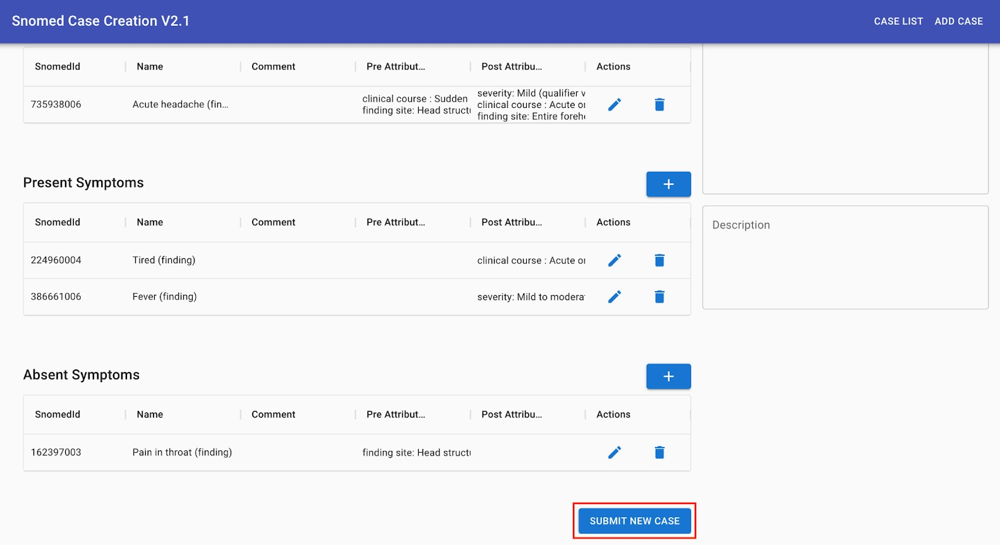 Snomed Case Creation V2.1
CASE LIST ADD CASE
SnomedId Name Comment Pre Attribut... Post Attribu... Actions
735938006 Acute headache (fin...
clinical course : Sudden
finding site: Head struct
severity: Mild (qualifier v
clinical course : Acute o
finding site: Entire foreh
Present Symptoms
+
SnomedId Name Comment Pre Attribut... Post Attribu... Actions
224960004 Tired (finding) clinical course : Acute o
386661006 Fever (finding) severity: Mild to modera
Description
Absent Symptoms
+
SnomedId Name Comment Pre Attribut... Post Attribu... Actions
162397003 Pain in throat (finding) finding site: Head struct
SUBMIT NEW CASE